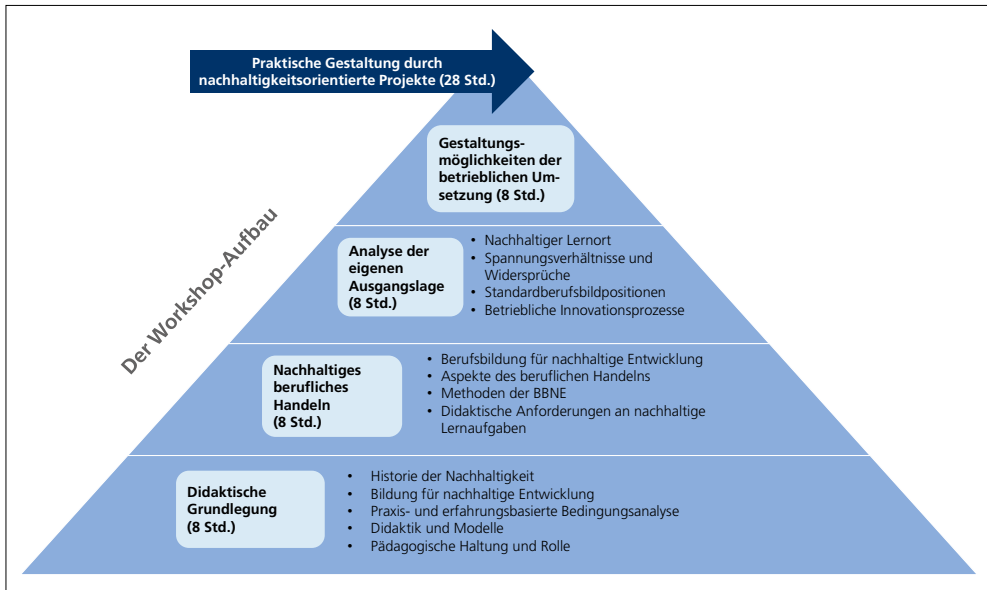 Praktische Gestaltung durch
nachhaltigkeitsorientierte Projekte (28 Std.)
Der Workshop-Aufbau
Gestaltungs-
möglichkeiten der
betrieblichen Um-
setzung (8 Std.)
Analyse der
eigenen
Ausgangslage
(8 Std.)
• Nachhaltiger Lernort
• Spannungsverhältnisse und
Widersprüche
• Standardberufsbildpositionen
• Betriebliche Innovationsprozesse
Nachhaltiges
berufliches
Handeln
(8 Std.)
• Berufsbildung für nachhaltige Entwicklung
• Aspekte des beruflichen Handelns
• Methoden der BBNE
• Didaktische Anforderungen an nachhaltige
Lernaufgaben
Didaktische
Grundlegung
(8 Std.)
• Historie der Nachhaltigkeit
• Bildung für nachhaltige Entwicklung
• Praxis- und erfahrungsbasierte Bedingungsanalyse
• Didaktik und Modelle
• Pädagogische Haltung und Rolle